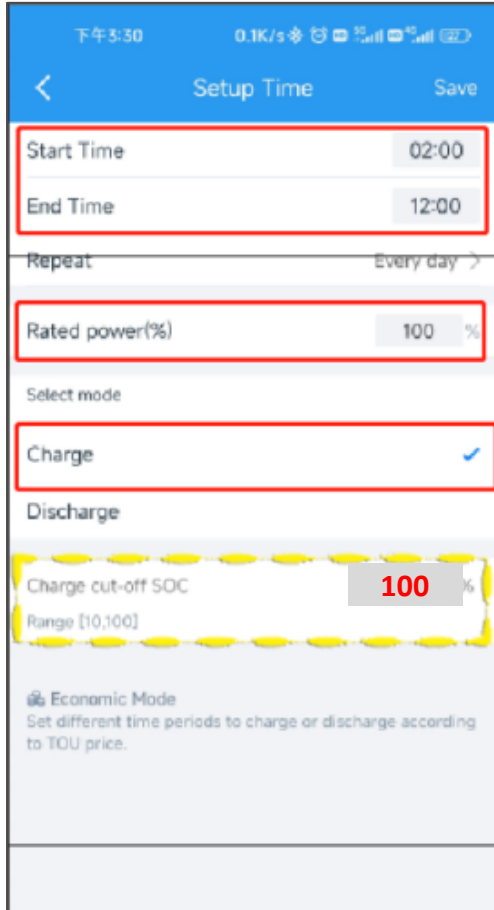 下午3:30 0.1K/s
Setup Time Save
Start Time 02:00
End Time 12:00
Repeat Every day
Rated power(%) 100 %
Select mode
Charge
Discharge
Charge cut-off SOC 100 %
Range [10,100]
Economic Mode
Set different time periods to charge or discharge according
to TOU price.